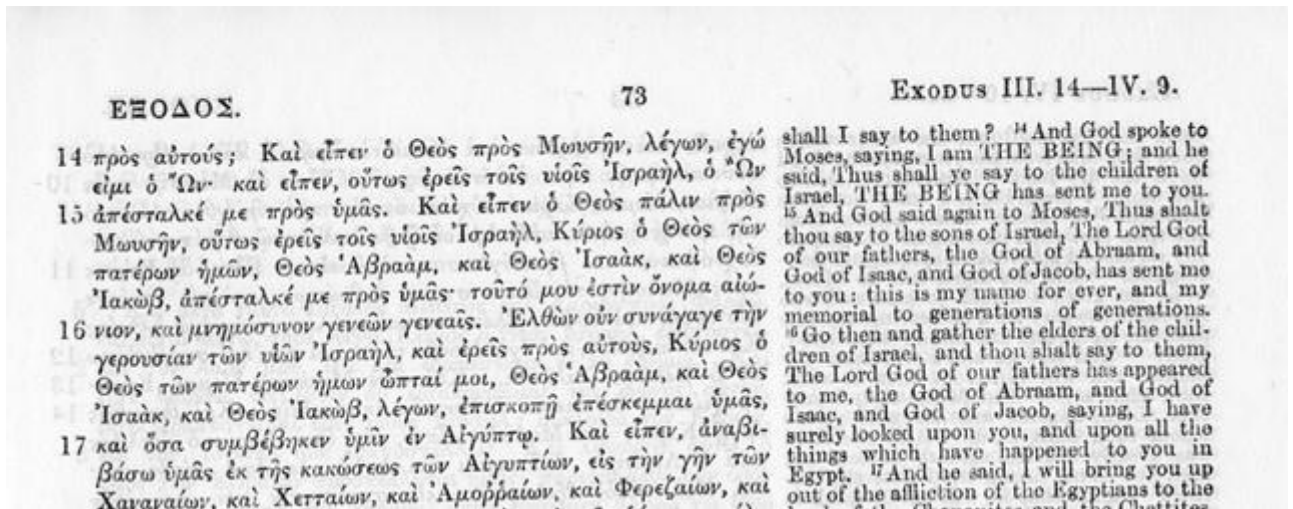 ΕΞΟΔΟΣ.
73
EXODUS III. 14—IV. 9.
14 πρὸς αὐτούς; Καὶ εἶπεν ὁ Θεὸς πρὸς Μωυσῆν, λέγων, ἐγώ
εἰμι ὁ Ὤν· καὶ εἶπεν, οὕτως ἐρεῖς τοῖς υἱοῖς Ἰσραὴλ, ὁ Ὢν
15 ἀπέσταλκέ με πρὸς ὑμᾶς. Καὶ εἶπεν ὁ Θεὸς πάλιν πρὸς
Μωυσῆν, οὕτως ἐρεῖς τοῖς υἱοῖς Ἰσραὴλ, Κύριος ὁ Θεὸς τῶν
πατέρων ἡμῶν, Θεὸς Ἀβραὰμ, καὶ Θεὸς Ἰσαὰκ, καὶ Θεὸς
Ἰακὼβ, ἀπέσταλκέ με πρὸς ὑμᾶς· τοῦτό μου ἐστὶν ὄνομα αἰώ-
16 νιον, καὶ μνημόσυνον γενεῶν γενεαῖς. Ἐλθὼν οὖν συνάγαγε τὴν
γερουσίαν τῶν υἱῶν Ἰσραὴλ, καὶ ἐρεῖς πρὸς αὐτοὺς, Κύριος ὁ
Θεὸς τῶν πατέρων ἡμων ὦπταί μοι, Θεὸς Ἀβραὰμ, καὶ Θεὸς
Ἰσαὰκ, καὶ Θεὸς Ἰακὼβ, λέγων, ἐπισκοπῇ ἐπέσκεμμαι ὑμᾶς,
17 καὶ ὅσα συμβέβηκεν ὑμῖν ἐν Αἰγύπτῳ. Καὶ εἶπεν, ἀναβι-
βάσω ὑμᾶς ἐκ τῆς κακώσεως τῶν Αἰγυπτίων, εἰς τὴν γῆν τῶν
Χαναναίων, καὶ Χετταίων, καὶ Ἀμοῤῥαίων, καὶ Φερεζαίων, καὶ
shall I say to them? 14 And God spoke to
Moses, saying, I am THE BEING; and he
said, Thus shall ye say to the children of
Israel, THE BEING has sent me to you.
15 And God said again to Moses, Thus shalt
thou say to the sons of Israel, The Lord God
of our fathers, the God of Abraam, and
God of Isaac, and God of Jacob, has sent me
to you: this is my name for ever, and my
memorial to generations of generations.
16 Go then and gather the elders of the chil-
dren of Israel, and thou shalt say to them,
The Lord God of our fathers has appeared
to me, the God of Abraam, and God of
Isaac, and God of Jacob, saying, I have
surely looked upon you, and upon all the
things which have happened to you in
Egypt. 17 And he said, I will bring you up
out of the affliction of the Egyptians to the